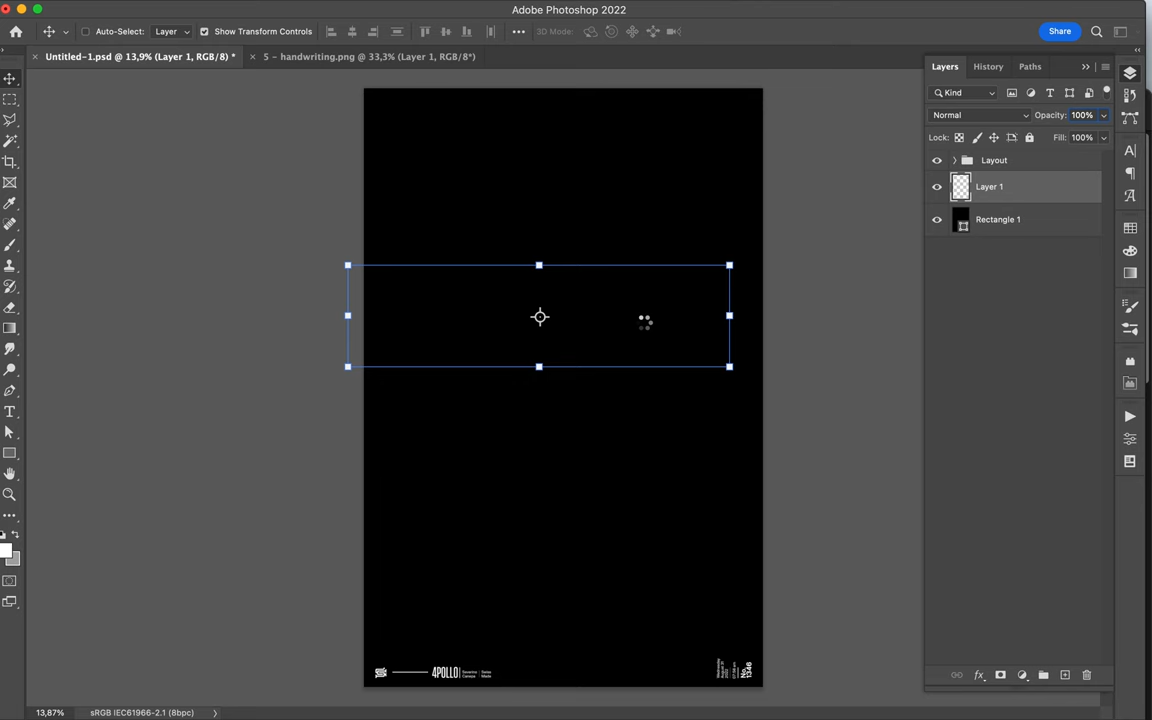 Adobe Photoshop 2022
Auto-Select: Layer Show Transform Controls 3D Mode: Share
Untitled-1.psd @ 13,9% (Layer 1, RGB/8) * 5 – handwriting.png @ 33,3% (Layer 1, RGB/8*)
Layers History Paths
Kind
Normal Opacity: 100%
Lock: Fill: 100%
Layout
Layer 1
Rectangle 1
4POLLO
No. 1346
13,87% sRGB IEC61966-2.1 (8bpc)